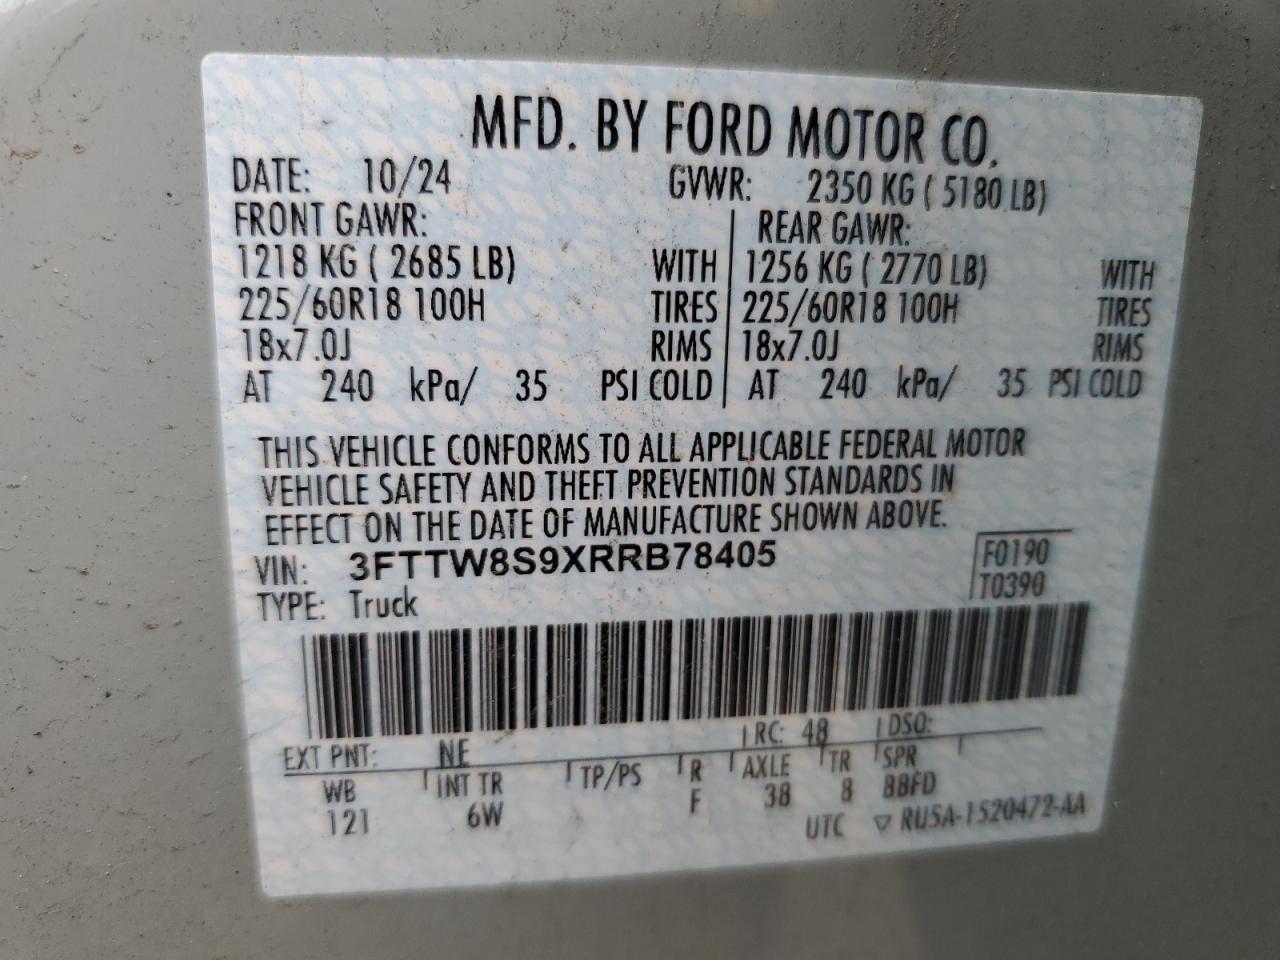 MFD. BY FORD MOTOR CO.
DATE: 10/24 GVWR: 2350 KG ( 5180 LB)
FRONT GAWR: REAR GAWR:
1218 KG ( 2685 LB) WITH 1256 KG ( 2770 LB) WITH
225/60R18 100H TIRES 225/60R18 100H TIRES
18x7.0J RIMS 18x7.0J RIMS
AT 240 kPa/ 35 PSI COLD AT 240 kPa/ 35 PSI COLD
THIS VEHICLE CONFORMS TO ALL APPLICABLE FEDERAL MOTOR
VEHICLE SAFETY AND THEFT PREVENTION STANDARDS IN
EFFECT ON THE DATE OF MANUFACTURE SHOWN ABOVE.
VIN: 3FTTW8S9XRRB78405 F0190
TYPE: Truck T0390
EXT PNT: NE RC: 48 DSO:
WB INT TR TP/PS R AXLE TR SPR
121 6W F 38 8 BBFD
UTC ▽ RU5A-1520472-AA